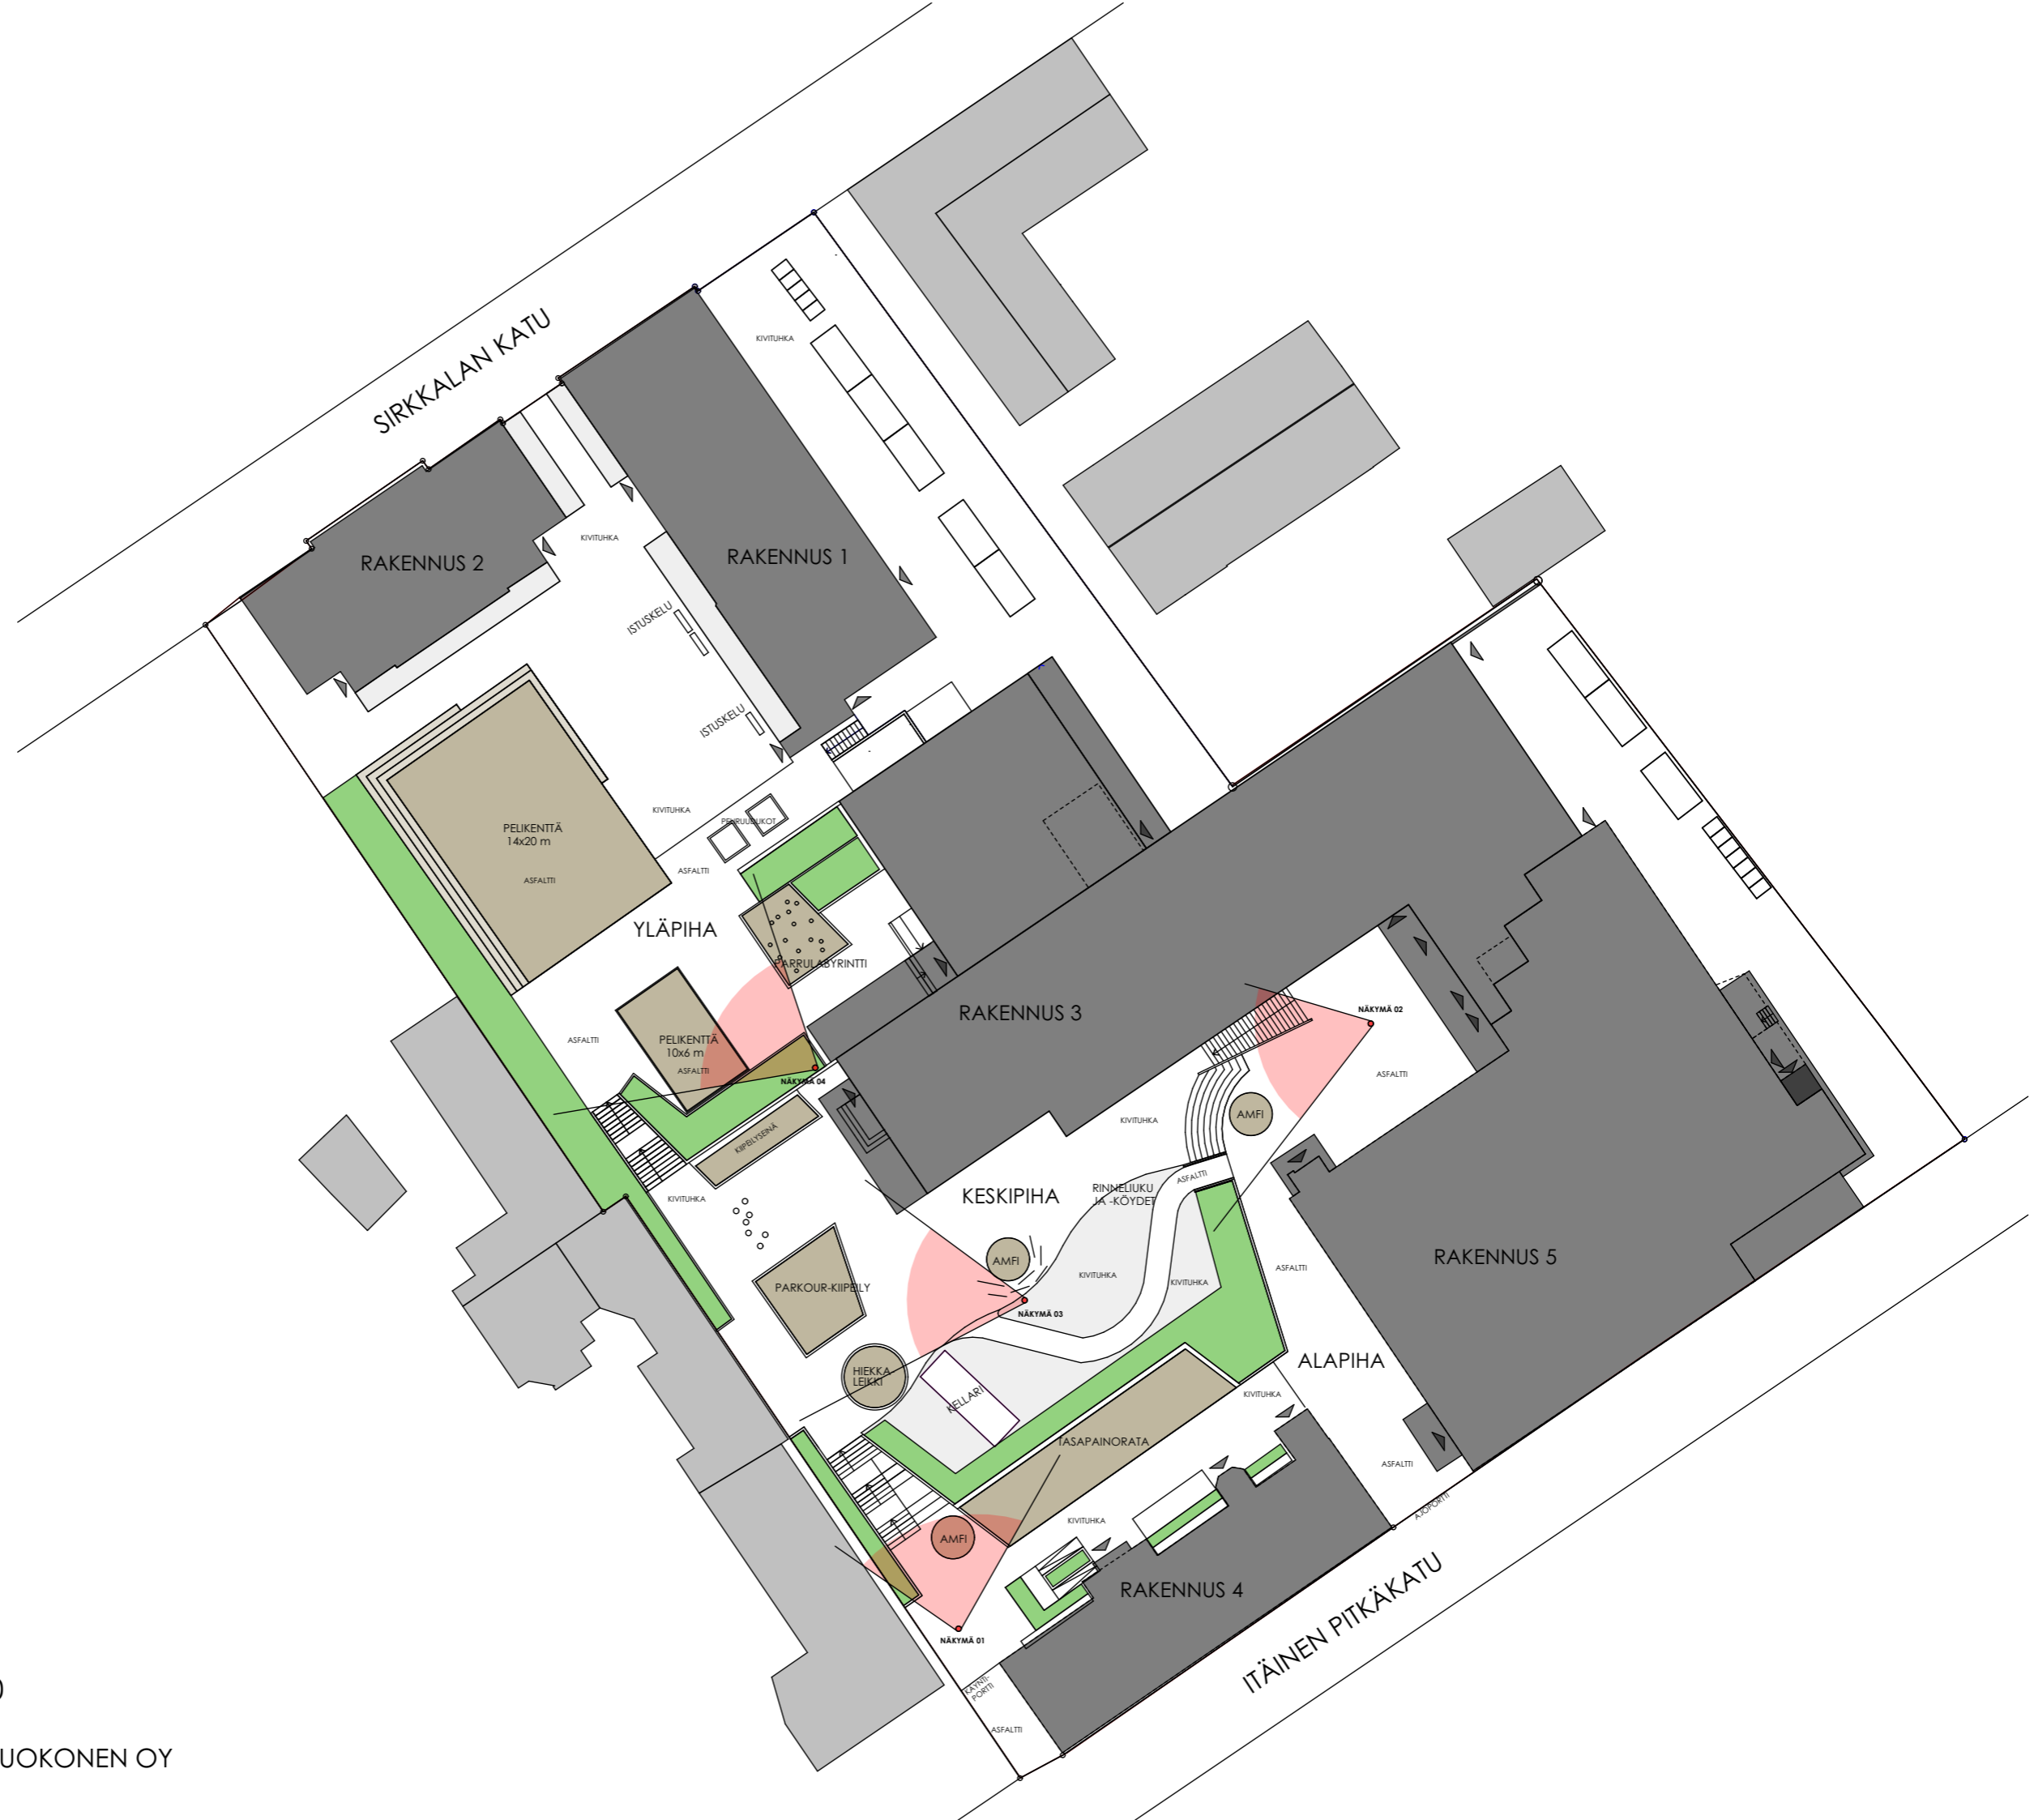 SIRKKALAN KATU
KIVITUHKA
RAKENNUS 2
KIVITUHKA
RAKENNUS 1
ISTUSKELU
ISTUSKELU
KIVITUHKA
PELIKENTTÄ
14x20 m
ASFALTTI
ASFALTTI
YLÄPIHA
PARRULABYRINTTI
RAKENNUS 3
NÄKYMÄ 02
ASFALTTI
PELIKENTTÄ
10x6 m
ASFALTTI
NÄKYMÄ 04
ASFALTTI
KIVITUHKA
AMFI
KIIPEILYSEINÄ
KIVITUHKA
KESKIPIHA
RINNELIUKU
JA -KÖYDET
ASFALTTI
AMFI
KIVITUHKA
KIVITUHKA
ASFALTTI
RAKENNUS 5
PARKOUR-KIIPEILY
NÄKYMÄ 03
HIEKKA-
LEIKKI
KELLARI
ALAPIHA
KIVITUHKA
TASAPAINORATA
ASFALTTI
AJOPORTTI
AMFI
KIVITUHKA
RAKENNUS 4
NÄKYMÄ 01
KÄYNTI-
PORTTI
ASFALTTI
ITÄINEN PITKÄKATU
UOKONEN OY